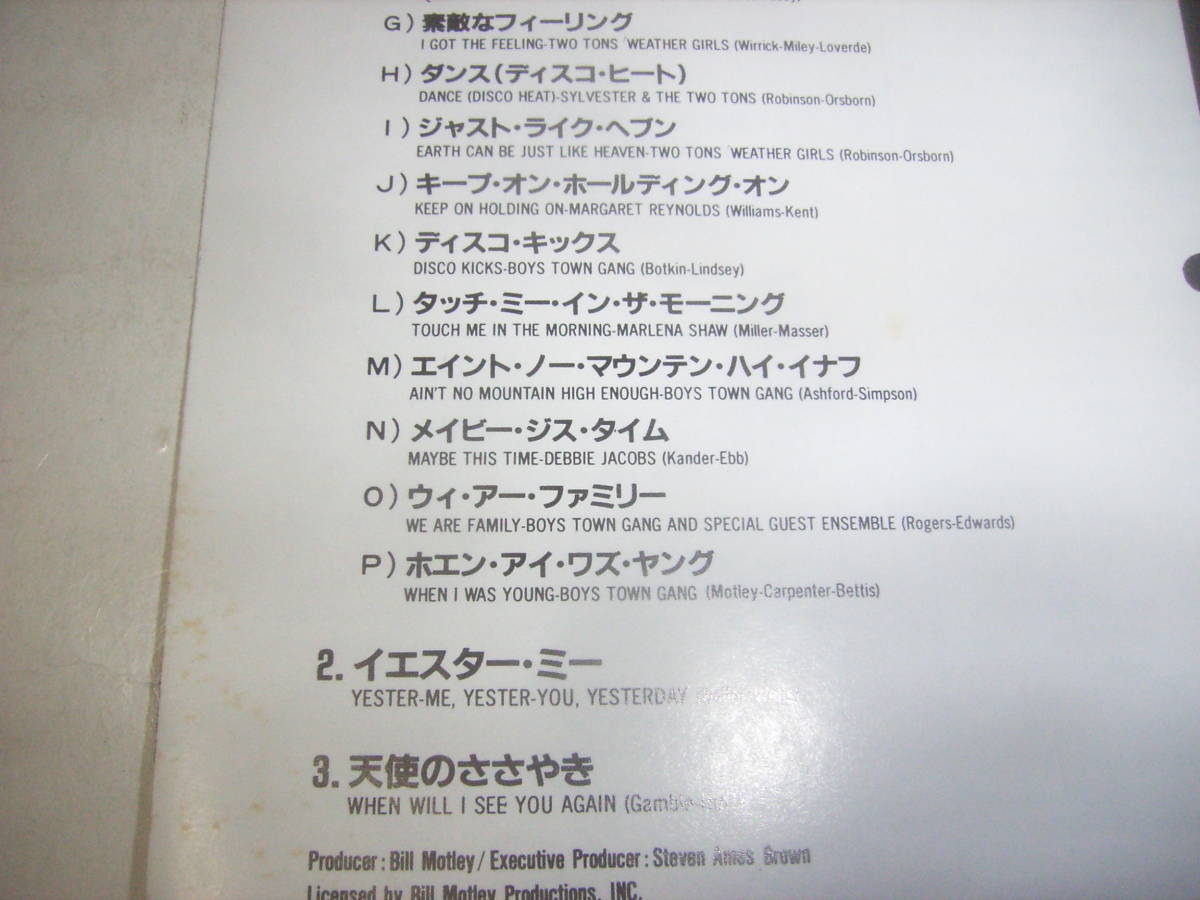 G) 素敵なフィーリング
I GOT THE FEELING-TWO TONS 'WEATHER GIRLS (Wirrick-Miley-Loverde)
H) ダンス(ディスコ・ヒート)
DANCE (DISCO HEAT)-SYLVESTER & THE TWO TONS (Robinson-Orsborn)
I) ジャスト・ライク・ヘブン
EARTH CAN BE JUST LIKE HEAVEN-TWO TONS 'WEATHER GIRLS (Robinson-Orsborn)
J) キープ・オン・ホールディング・オン
KEEP ON HOLDING ON-MARGARET REYNOLDS (Williams-Kent)
K) ディスコ・キックス
DISCO KICKS-BOYS TOWN GANG (Botkin-Lindsey)
L) タッチ・ミー・イン・ザ・モーニング
TOUCH ME IN THE MORNING-MARLENA SHAW (Miller-Masser)
M) エイント・ノー・マウンテン・ハイ・イナフ
AIN'T NO MOUNTAIN HIGH ENOUGH-BOYS TOWN GANG (Ashford-Simpson)
N) メイビー・ジス・タイム
MAYBE THIS TIME-DEBBIE JACOBS (Kander-Ebb)
O) ウィ・アー・ファミリー
WE ARE FAMILY-BOYS TOWN GANG AND SPECIAL GUEST ENSEMBLE (Rogers-Edwards)
P) ホエン・アイ・ワズ・ヤング
WHEN I WAS YOUNG-BOYS TOWN GANG (Motley-Carpenter-Bettis)
2. イエスター・ミー
YESTER-ME, YESTER-YOU, YESTERDAY
3. 天使のささやき
WHEN WILL I SEE YOU AGAIN
Producer : Bill Motley / Executive Producer : Steven Ames Brown
Licensed by Bill Motley Productions, INC.